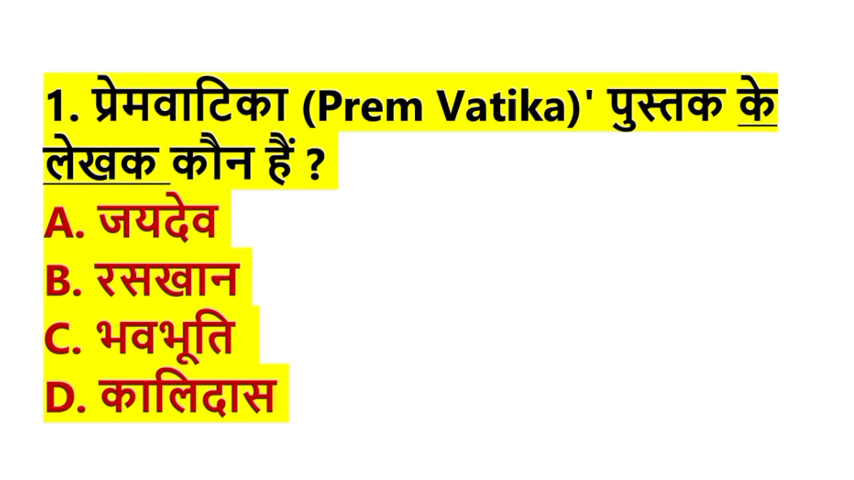 1. प्रेमवाटिका (Prem Vatika)' पुस्तक के
लेखक कौन हैं ?
A. जयदेव
B. रसखान
C. भवभूति
D. कालिदास